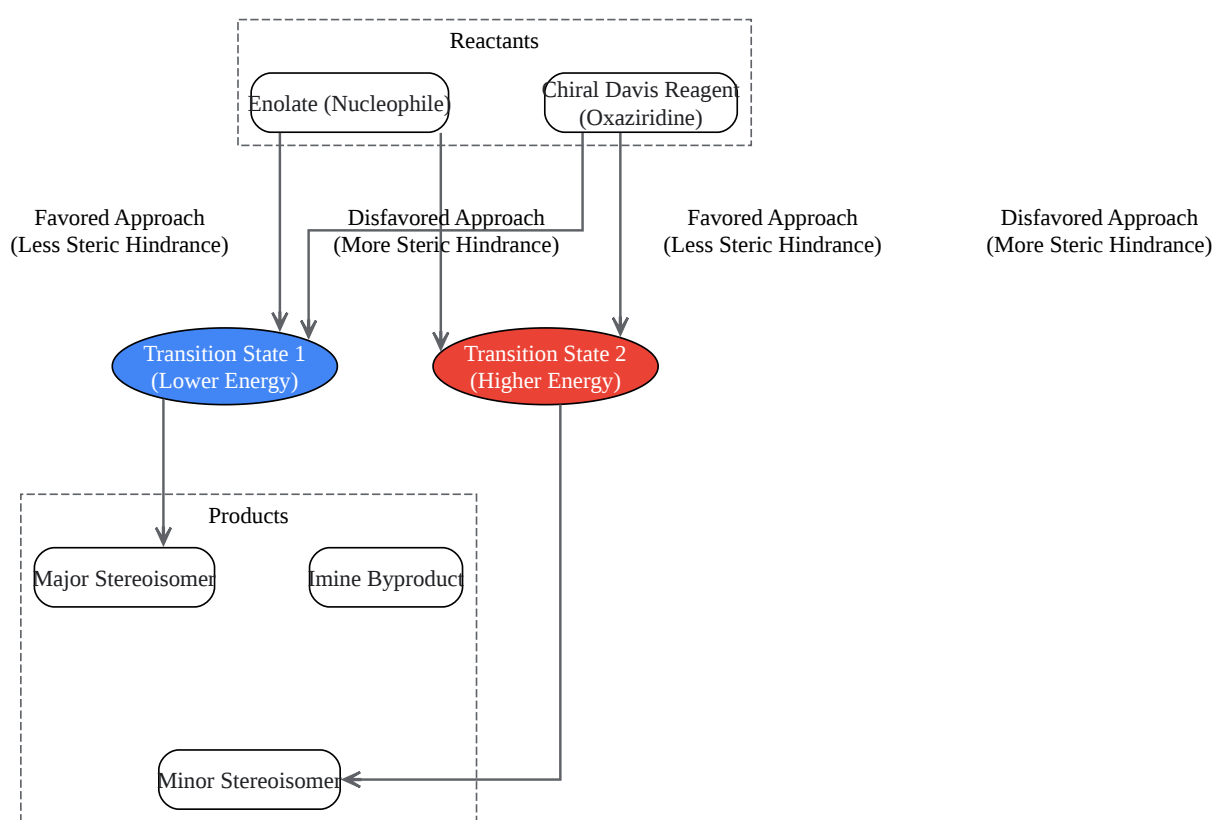 Reactants
Enolate (Nucleophile)
Chiral Davis Reagent
(Oxaziridine)
Favored Approach
(Less Steric Hindrance)
Disfavored Approach
(More Steric Hindrance)
Favored Approach
(Less Steric Hindrance)
Disfavored Approach
(More Steric Hindrance)
Transition State 1
(Lower Energy)
Transition State 2
(Higher Energy)
Products
Major Stereoisomer
Imine Byproduct
Minor Stereoisomer